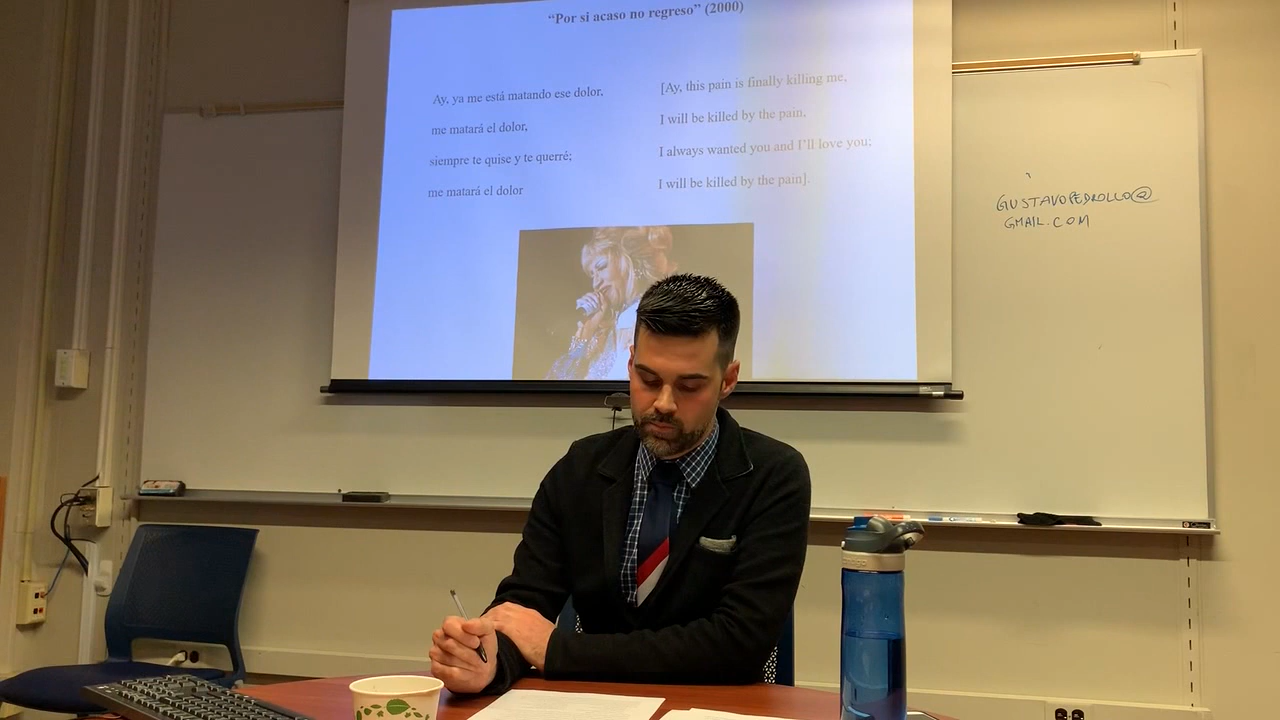 “Por si acaso no regreso” (2000)
Ay, ya me está matando ese dolor,
me matará el dolor,
siempre te quise y te querré;
me matará el dolor
[Ay, this pain is finally killing me,
I will be killed by the pain,
I always wanted you and I’ll love you;
I will be killed by the pain].
GUSTAVOPEDROLLO@
GMAIL.COM